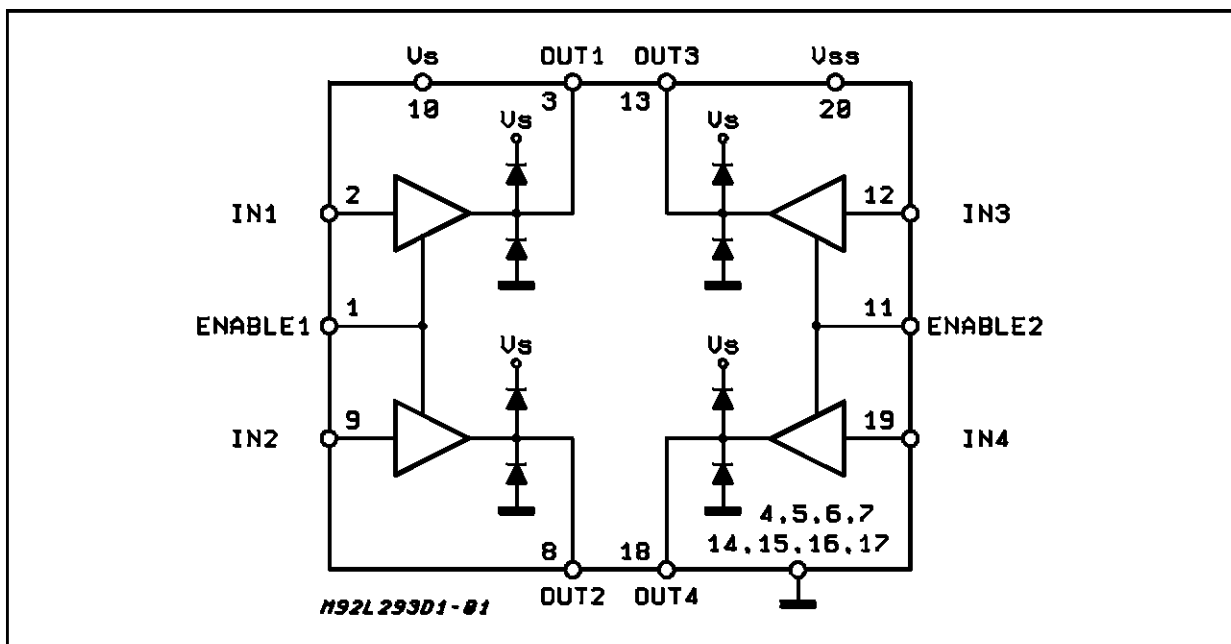 Vs OUT1 OUT3 Vss
10 3 13 20
Vs Vs
IN1 2 12 IN3
ENABLE1 1 11 ENABLE2
Vs Vs
IN2 9 19 IN4
4,5,6,7
8 18 14,15,16,17
OUT2 OUT4
M92L293D1-01